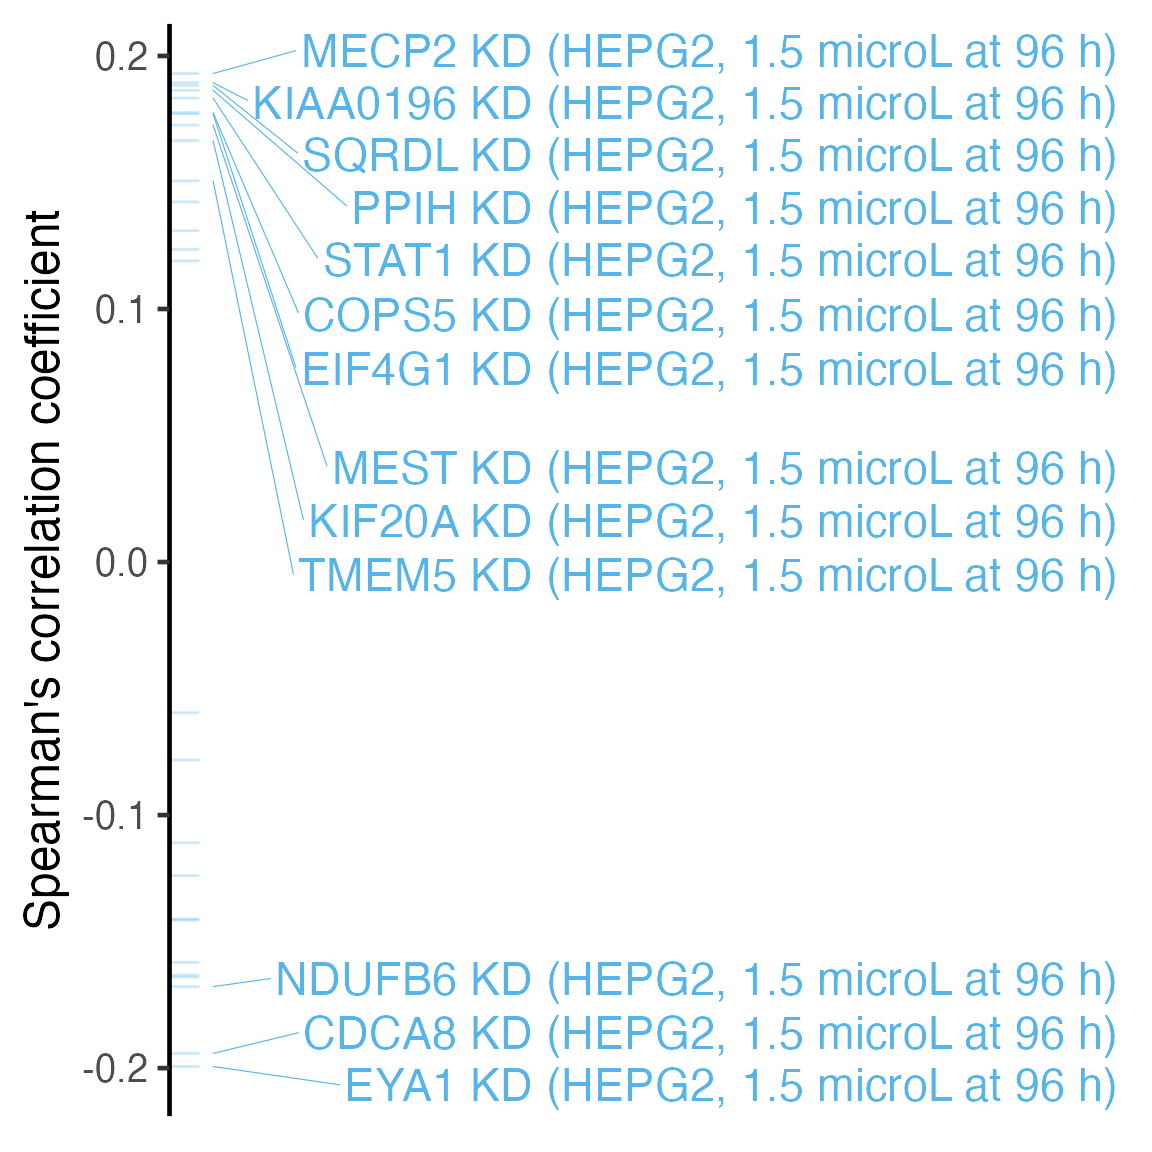 Spearman's correlation coefficient
0.2
0.1
0.0
-0.1
-0.2
MECP2 KD (HEPG2, 1.5 microL at 96 h)
KIAA0196 KD (HEPG2, 1.5 microL at 96 h)
SQRDL KD (HEPG2, 1.5 microL at 96 h)
PPIH KD (HEPG2, 1.5 microL at 96 h)
STAT1 KD (HEPG2, 1.5 microL at 96 h)
COPS5 KD (HEPG2, 1.5 microL at 96 h)
EIF4G1 KD (HEPG2, 1.5 microL at 96 h)
MEST KD (HEPG2, 1.5 microL at 96 h)
KIF20A KD (HEPG2, 1.5 microL at 96 h)
TMEM5 KD (HEPG2, 1.5 microL at 96 h)
NDUFB6 KD (HEPG2, 1.5 microL at 96 h)
CDCA8 KD (HEPG2, 1.5 microL at 96 h)
EYA1 KD (HEPG2, 1.5 microL at 96 h)